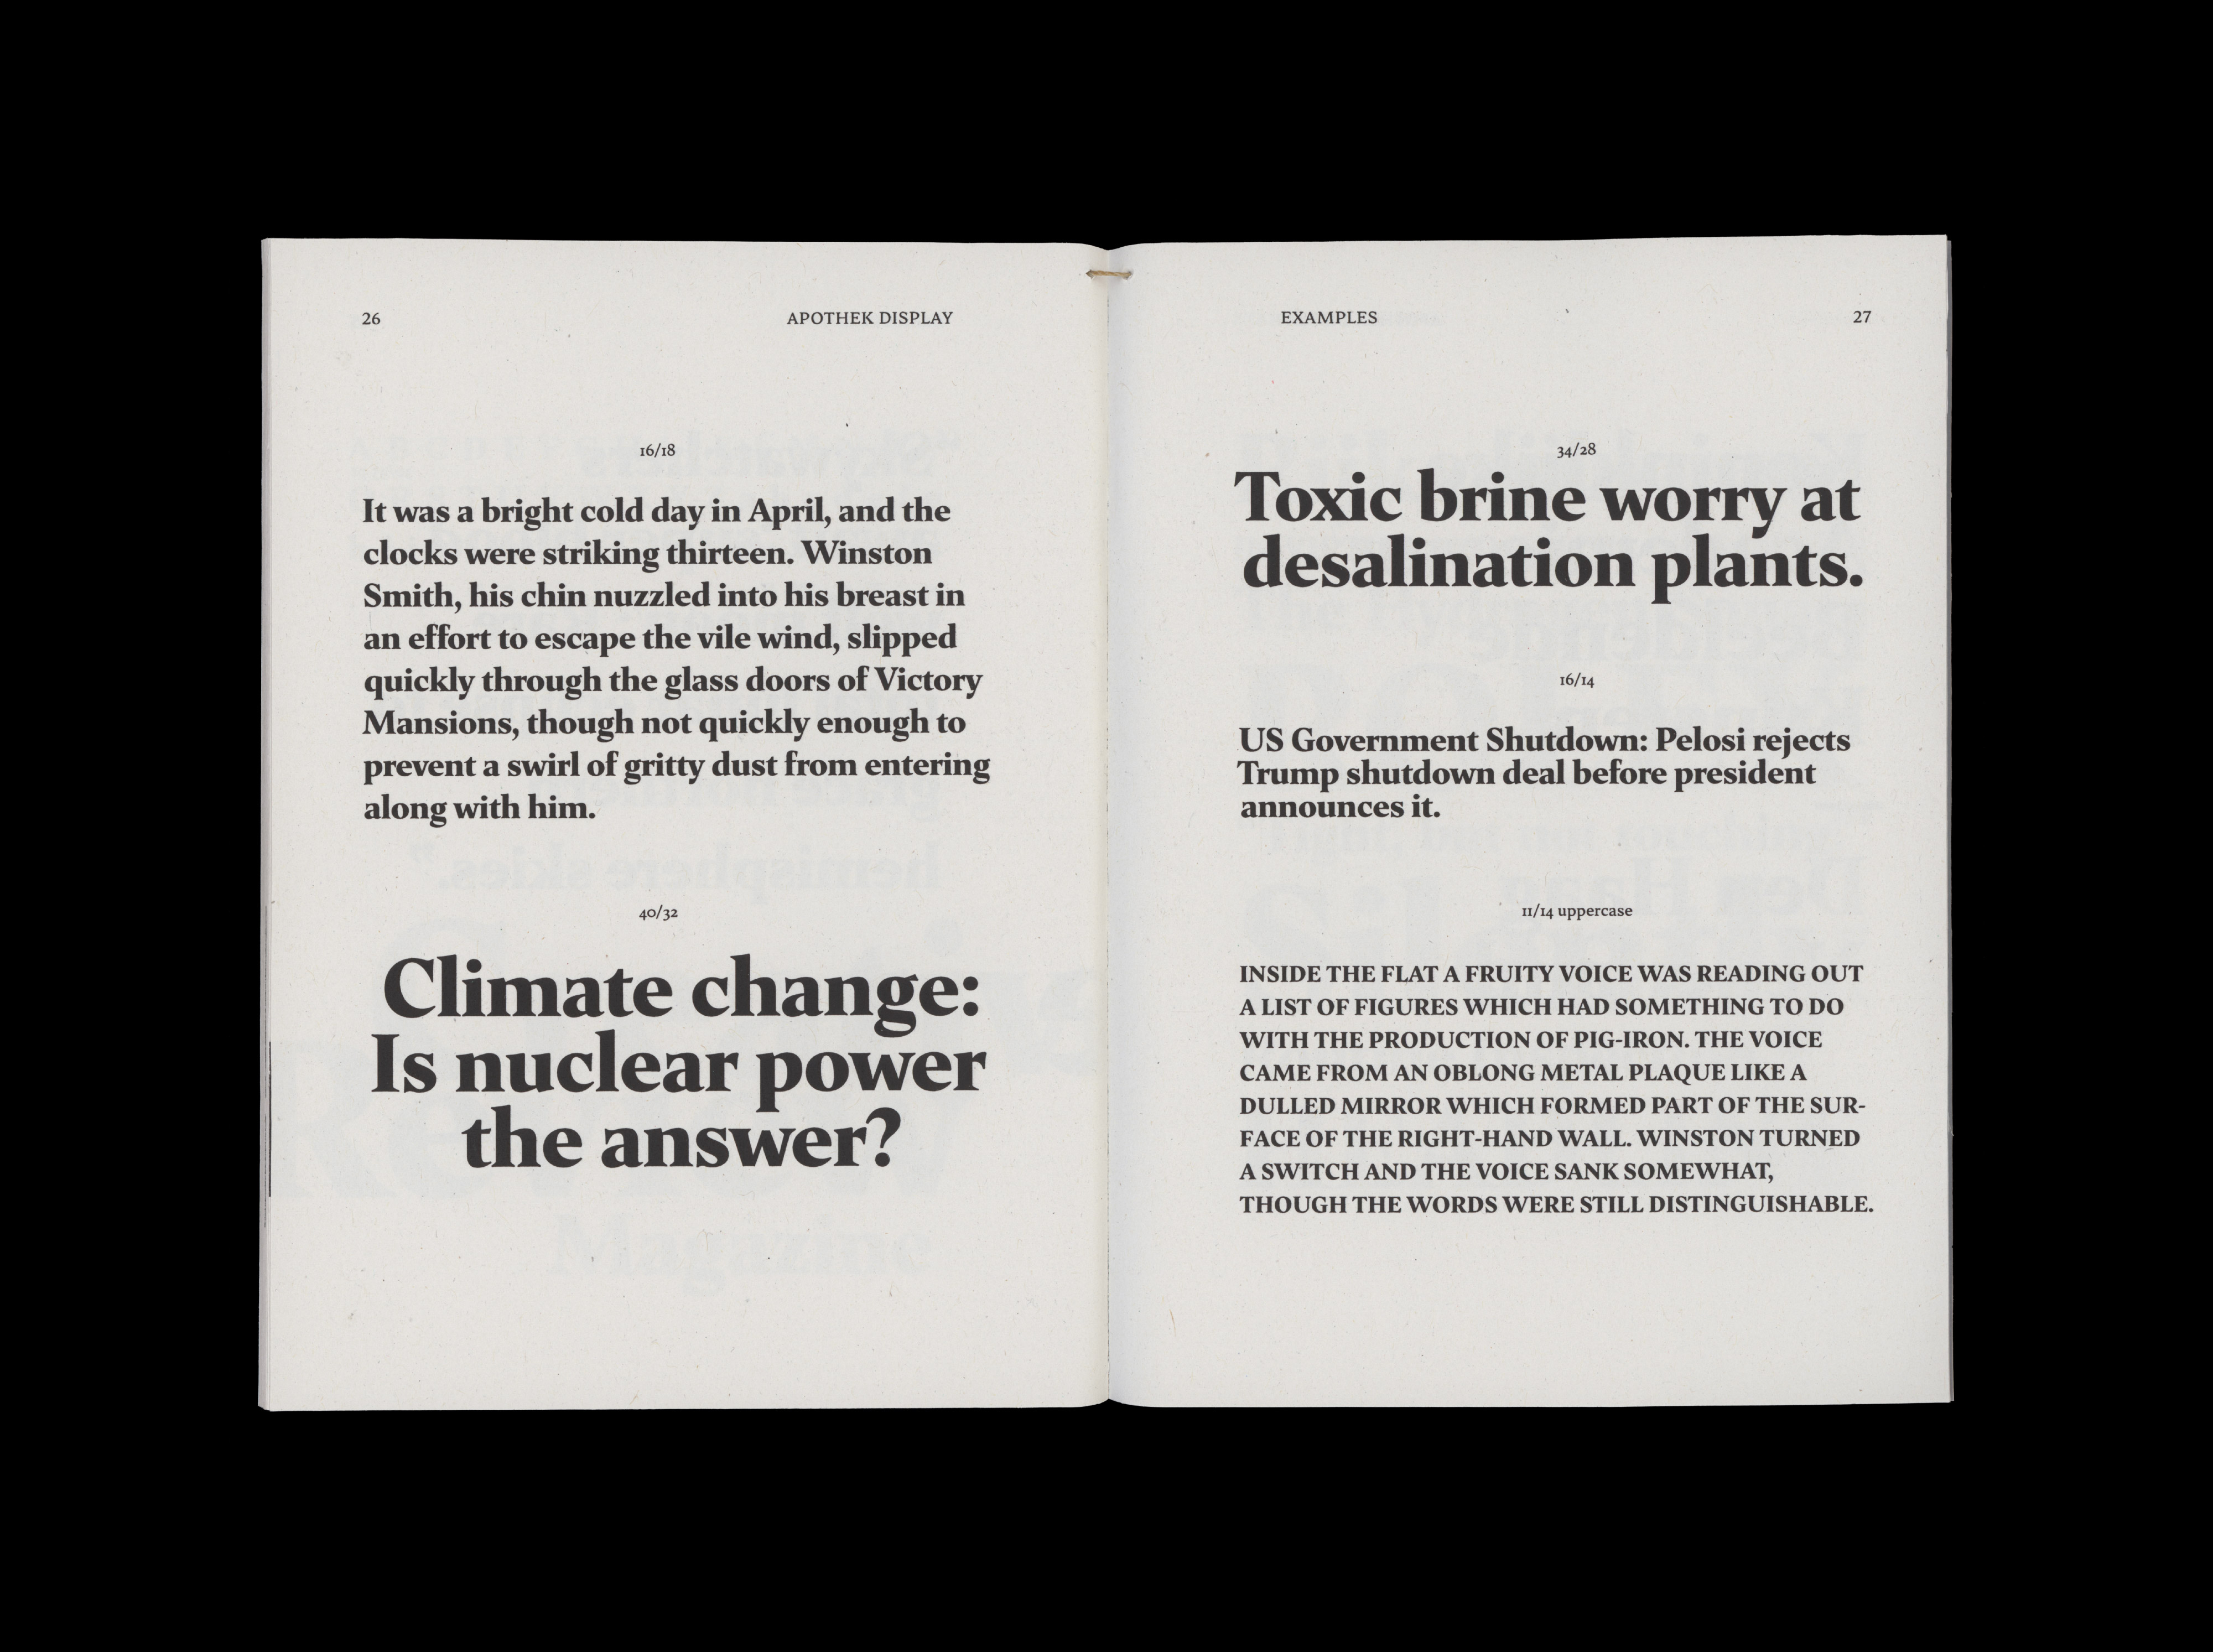 26
APOTHEK DISPLAY
16/18
It was a bright cold day in April, and the
clocks were striking thirteen. Winston
Smith, his chin nuzzled into his breast in
an effort to escape the vile wind, slipped
quickly through the glass doors of Victory
Mansions, though not quickly enough to
prevent a swirl of gritty dust from entering
along with him.
40/32
Climate change:
Is nuclear power
the answer?
EXAMPLES
27
34/28
Toxic brine worry at
desalination plants.
16/14
US Government Shutdown: Pelosi rejects
Trump shutdown deal before president
announces it.
11/14 uppercase
INSIDE THE FLAT A FRUITY VOICE WAS READING OUT
A LIST OF FIGURES WHICH HAD SOMETHING TO DO
WITH THE PRODUCTION OF PIG-IRON. THE VOICE
CAME FROM AN OBLONG METAL PLAQUE LIKE A
DULLED MIRROR WHICH FORMED PART OF THE SUR-
FACE OF THE RIGHT-HAND WALL. WINSTON TURNED
A SWITCH AND THE VOICE SANK SOMEWHAT,
THOUGH THE WORDS WERE STILL DISTINGUISHABLE.